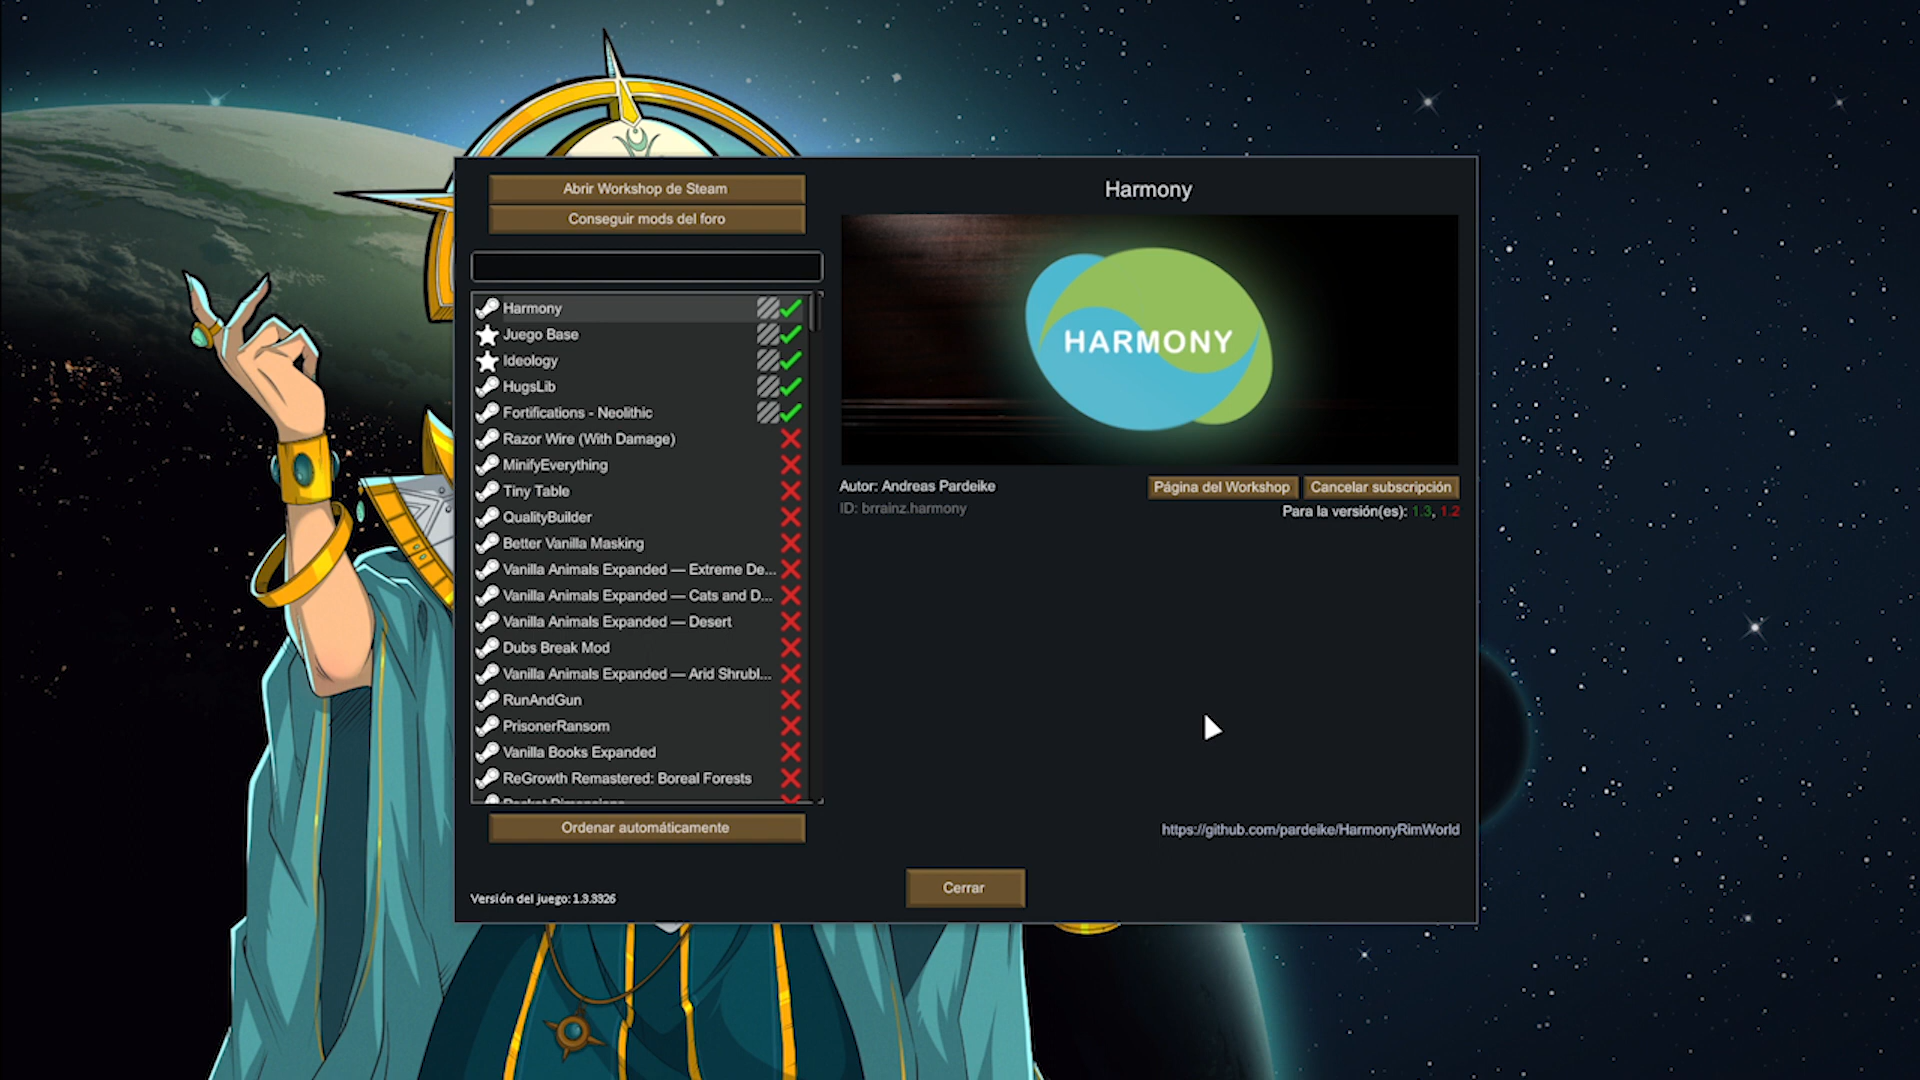 Abrir Workshop de Steam
Conseguir mods del foro
Harmony
Juego Base
Ideology
HugsLib
Fortifications - Neolithic
Razor Wire (With Damage)
MinifyEverything
Tiny Table
QualityBuilder
Better Vanilla Masking
Vanilla Animals Expanded — Extreme De...
Vanilla Animals Expanded — Cats and D...
Vanilla Animals Expanded — Desert
Dubs Break Mod
Vanilla Animals Expanded — Arid Shrubl...
RunAndGun
PrisonerRansom
Vanilla Books Expanded
ReGrowth Remastered: Boreal Forests
Ordenar automáticamente
Versión del juego: 1.3.3326
Harmony
HARMONY
Autor: Andreas Pardeike
ID: brrainz.harmony
Página del Workshop
Cancelar subscripción
Para la versión(es): 1.3, 1.2
https://github.com/pardeike/HarmonyRimWorld
Cerrar